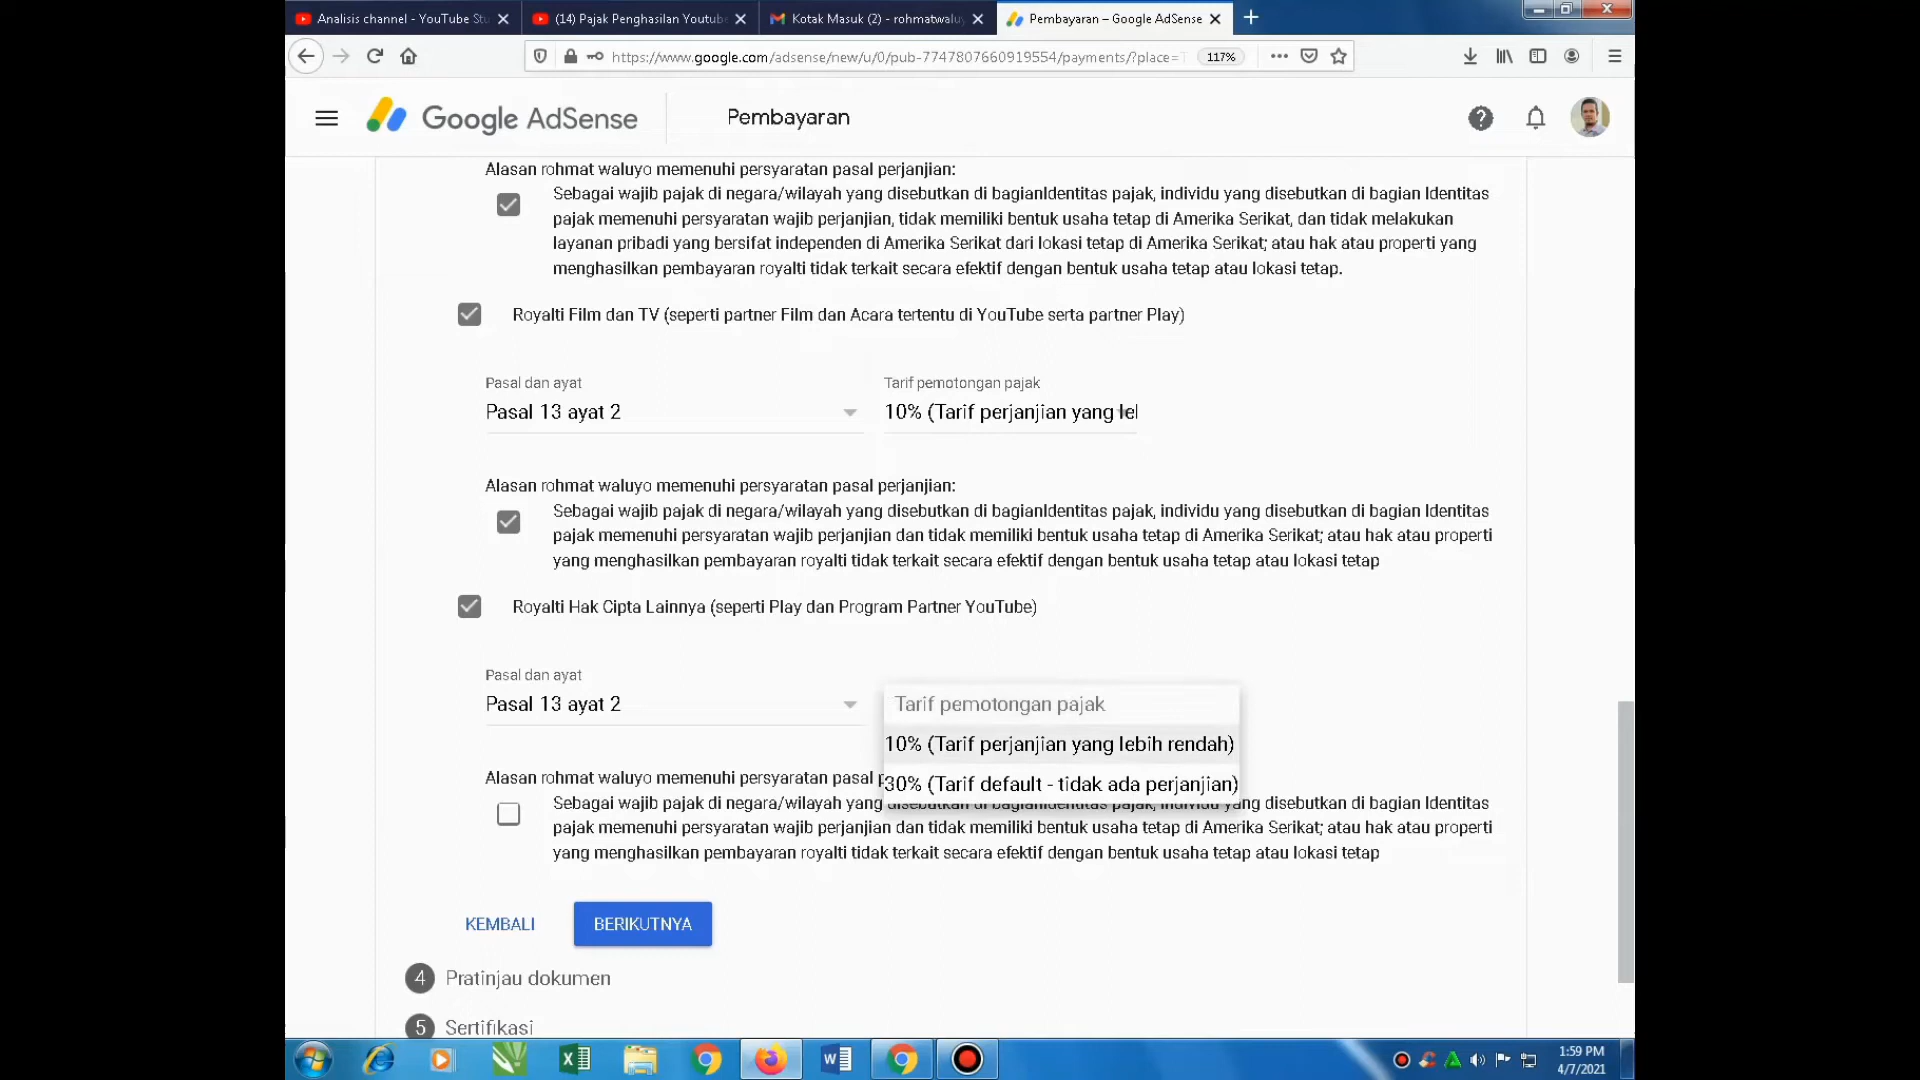 Analisis channel - YouTube Stu
(14) Pajak Penghasilan Youtube
Kotak Masuk (2) - rohmatwaluy
Pembayaran – Google AdSense
https://www.google.com/adsense/new/u/0/pub-7747807660919554/payments/?place=
117%
Google AdSense
Pembayaran
Alasan rohmat waluyo memenuhi persyaratan pasal perjanjian:
Sebagai wajib pajak di negara/wilayah yang disebutkan di bagianIdentitas pajak, individu yang disebutkan di bagian Identitas
pajak memenuhi persyaratan wajib perjanjian, tidak memiliki bentuk usaha tetap di Amerika Serikat, dan tidak melakukan
layanan pribadi yang bersifat independen di Amerika Serikat dari lokasi tetap di Amerika Serikat; atau hak atau properti yang
menghasilkan pembayaran royalti tidak terkait secara efektif dengan bentuk usaha tetap atau lokasi tetap.
Royalti Film dan TV (seperti partner Film dan Acara tertentu di YouTube serta partner Play)
Pasal dan ayat
Tarif pemotongan pajak
Pasal 13 ayat 2
10% (Tarif perjanjian yang lel
Alasan rohmat waluyo memenuhi persyaratan pasal perjanjian:
Sebagai wajib pajak di negara/wilayah yang disebutkan di bagianIdentitas pajak, individu yang disebutkan di bagian Identitas
pajak memenuhi persyaratan wajib perjanjian dan tidak memiliki bentuk usaha tetap di Amerika Serikat; atau hak atau properti
yang menghasilkan pembayaran royalti tidak terkait secara efektif dengan bentuk usaha tetap atau lokasi tetap
Royalti Hak Cipta Lainnya (seperti Play dan Program Partner YouTube)
Pasal dan ayat
Pasal 13 ayat 2
Tarif pemotongan pajak
10% (Tarif perjanjian yang lebih rendah)
30% (Tarif default - tidak ada perjanjian)
Alasan rohmat waluyo memenuhi persyaratan pasal p
Sebagai wajib pajak di negara/wilayah yang disebutkan di bagianIdentitas pajak, individu yang disebutkan di bagian Identitas
pajak memenuhi persyaratan wajib perjanjian dan tidak memiliki bentuk usaha tetap di Amerika Serikat; atau hak atau properti
yang menghasilkan pembayaran royalti tidak terkait secara efektif dengan bentuk usaha tetap atau lokasi tetap
KEMBALI
BERIKUTNYA
4 Pratinjau dokumen
5 Sertifikasi
1:59 PM
4/7/2021